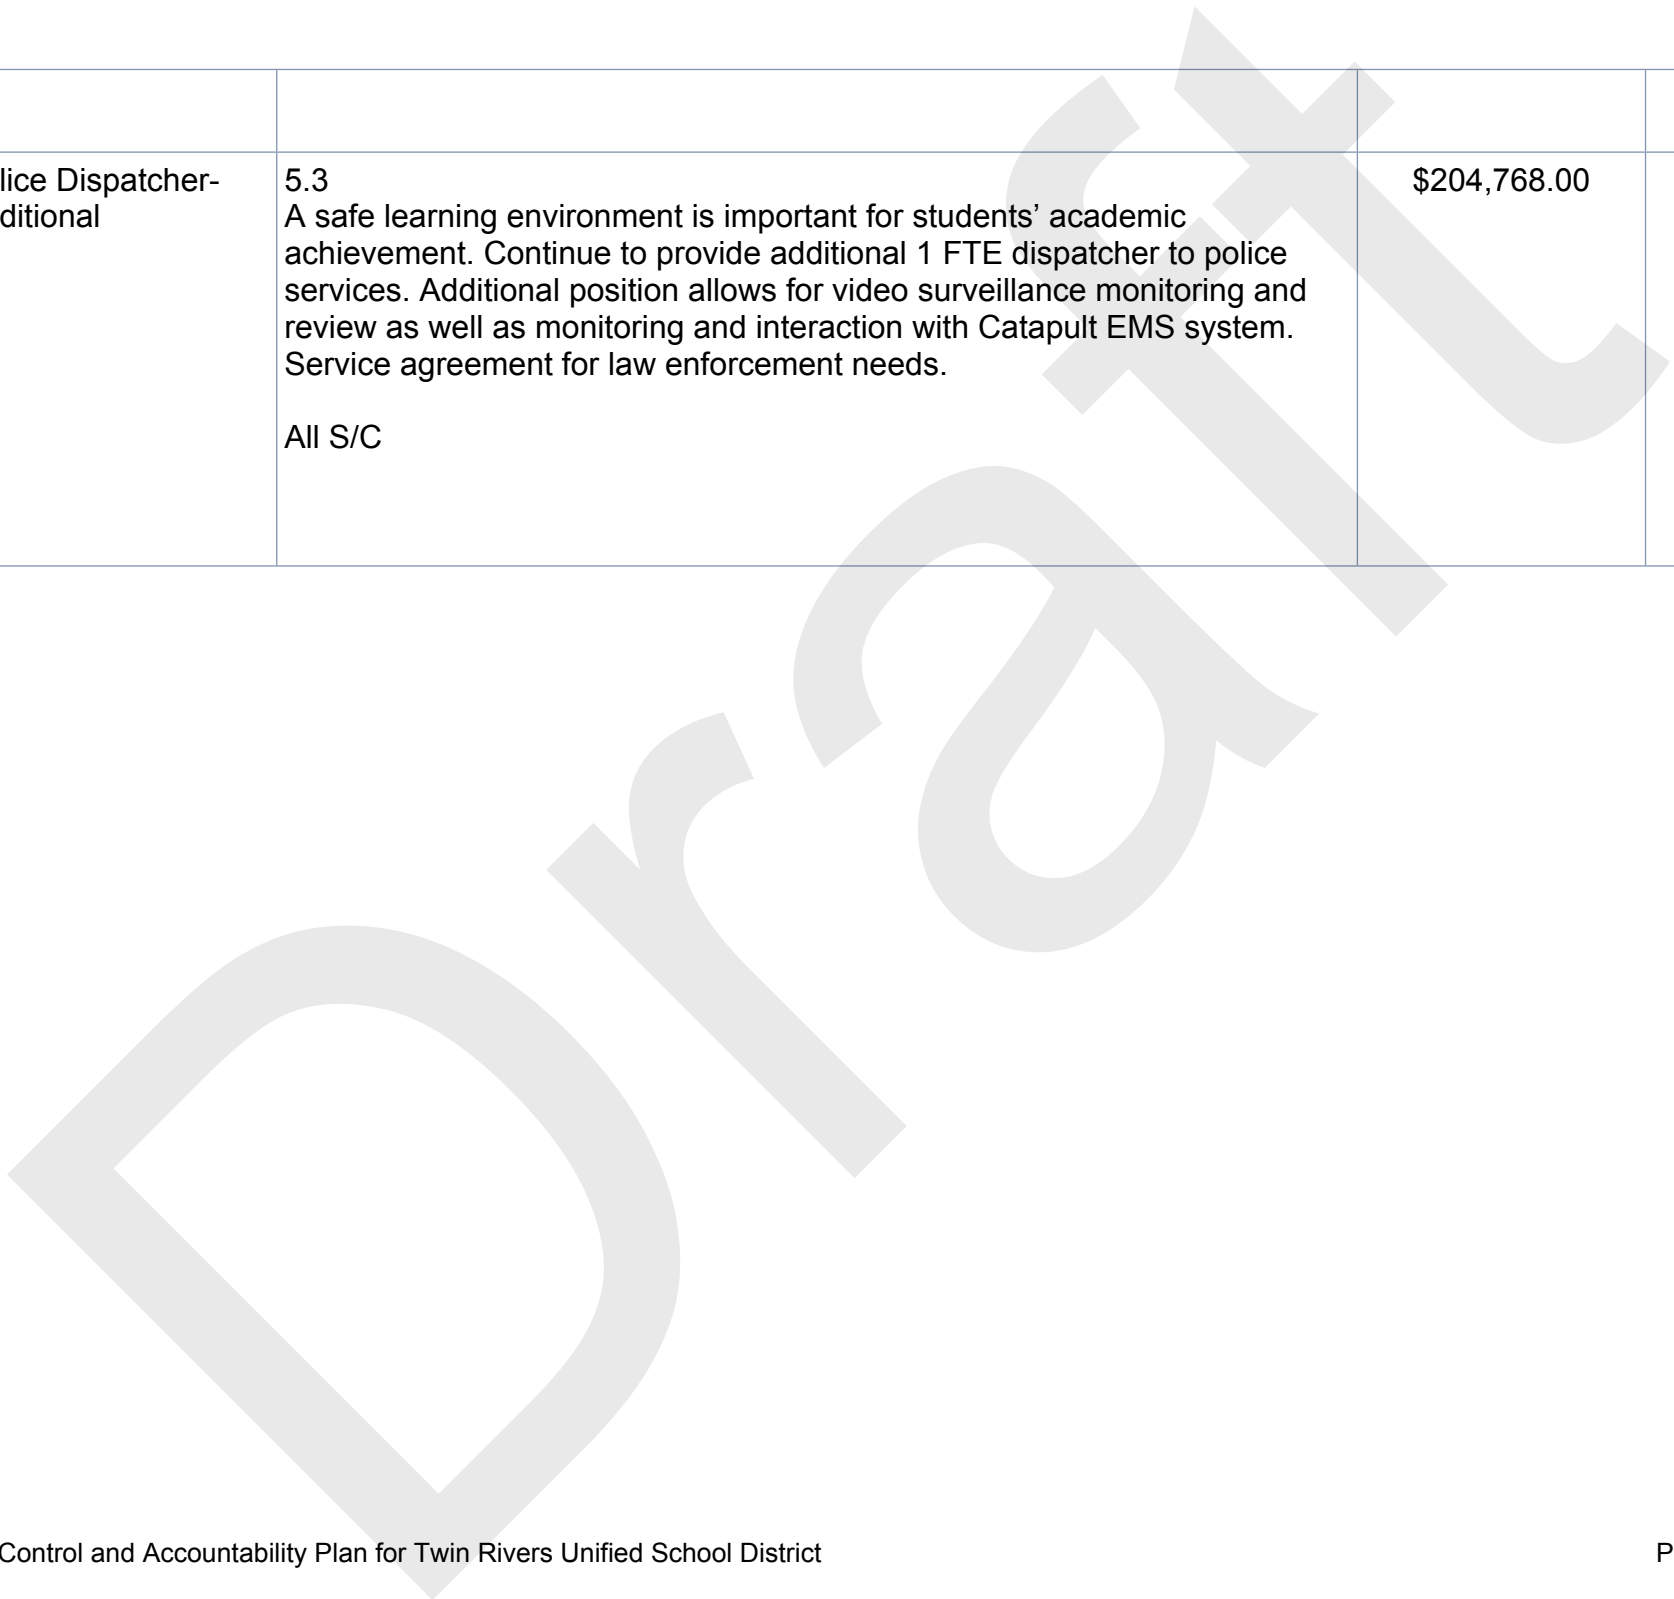 lice Dispatcher-
ditional
5.3
A safe learning environment is important for students’ academic
achievement. Continue to provide additional 1 FTE dispatcher to police
services. Additional position allows for video surveillance monitoring and
review as well as monitoring and interaction with Catapult EMS system.
Service agreement for law enforcement needs.
All S/C
$204,768.00
Draft
Control and Accountability Plan for Twin Rivers Unified School District
P